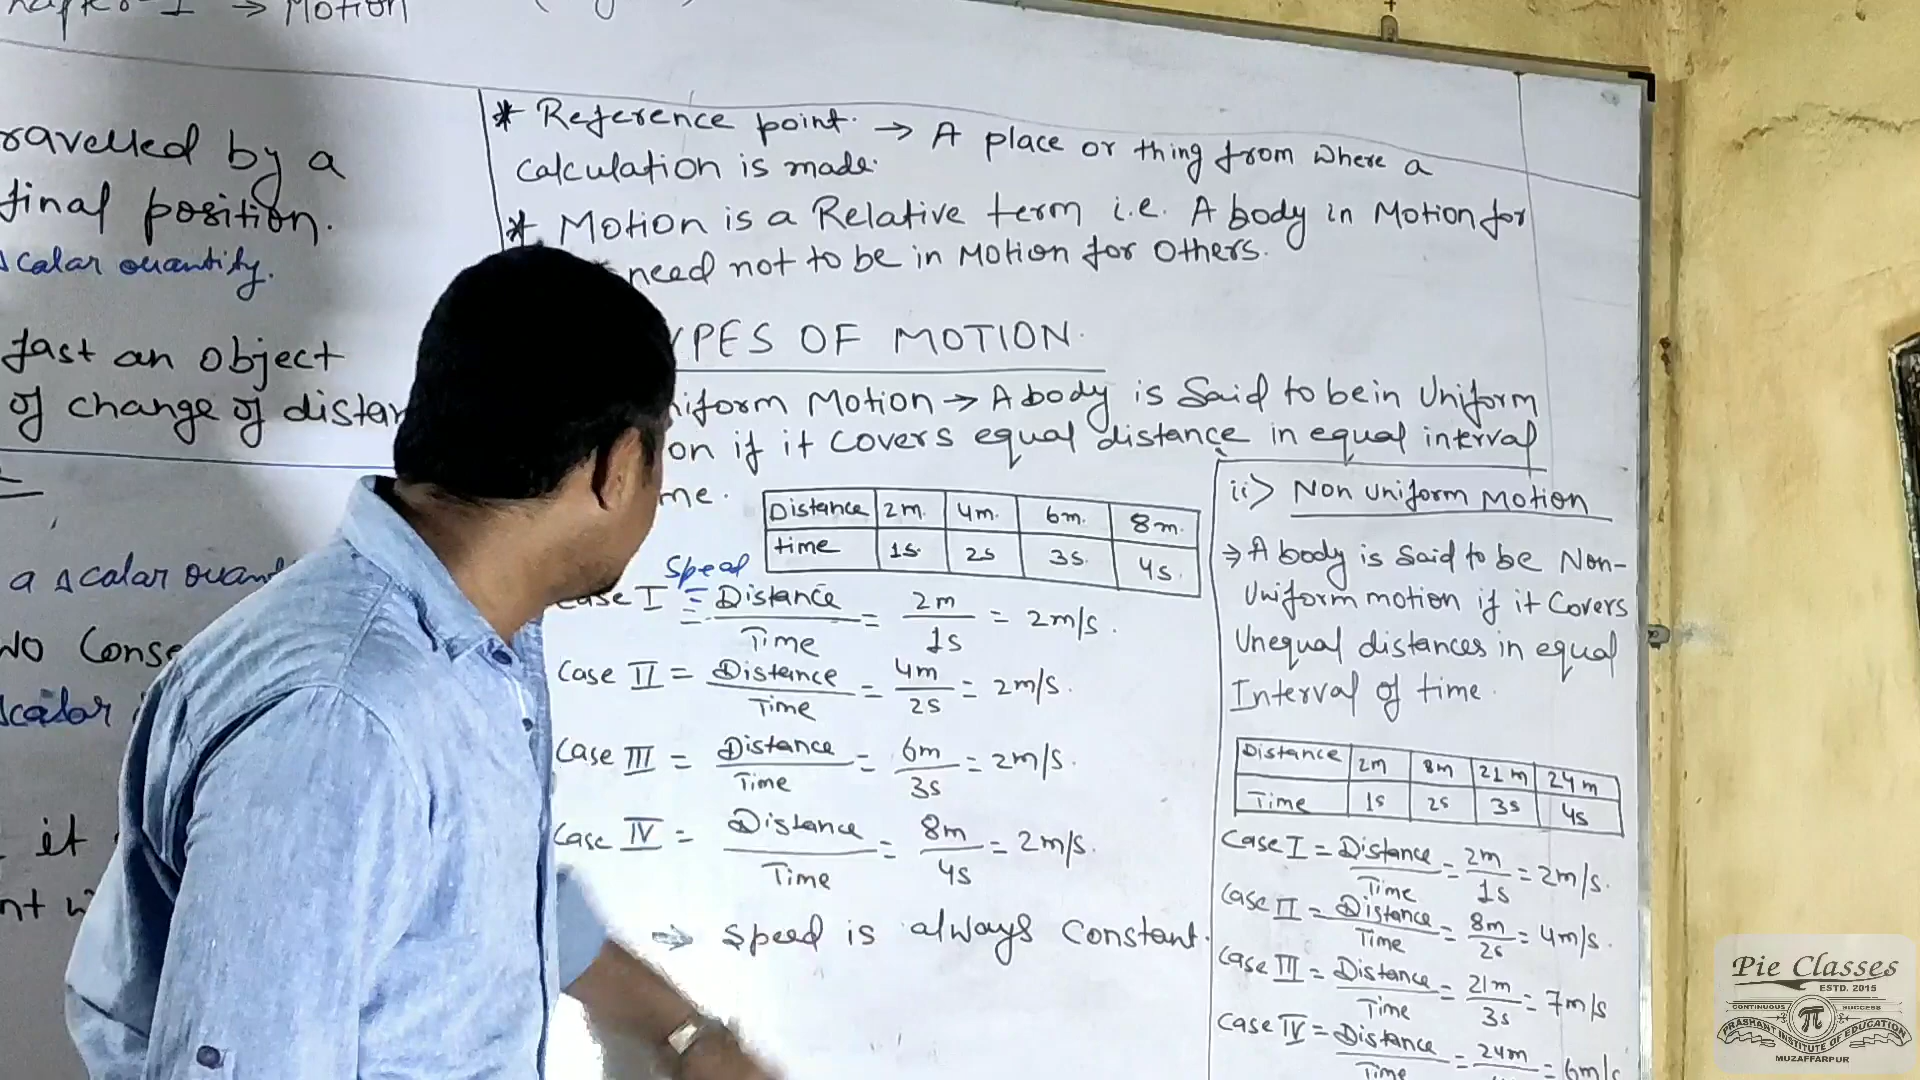 → Motion
ravelled by a
final position.
scalar quantity.
fast an object
of change of distan
a scalar quan
No Conse
scalar
it
nt
* Reference point. → A place or thing from where a
calculation is made.
* Motion is a Relative term i.e. A body in Motion for
need not to be in Motion for Others.
YPES OF MOTION.
niform Motion → A body is Said to be in Uniform
on if it covers equal distance in equal interval
me.
Distance 2m. 4m. 6m. 8m.
time 1s. 2s 3s. 4s.
Speed
Case I = Distance/Time = 2m/1s = 2m/s.
Case II = Distance/Time = 4m/2s = 2m/s.
Case III = Distance/Time = 6m/3s = 2m/s.
Case IV = Distance/Time = 8m/4s = 2m/s.
⇒ Speed is always Constant.
ii> Non Uniform Motion
⇒ A body is Said to be Non-
Uniform motion if it Covers
Unequal distances in equal
Interval of time.
Distance 2m 8m 21m 24m
Time 1s 2s 3s 4s
Case I = Distance/Time = 2m/1s = 2m/s.
Case II = Distance/Time = 8m/2s = 4m/s.
Case III = Distance/Time = 21m/3s = 7m/s
Case IV = Distance/Time = 24m = 6m/s
Pie Classes
ESTD. 2015
CONTINUOUS SUCCESS
π
PRASHANT INSTITUTE OF EDUCATION
MUZAFFARPUR